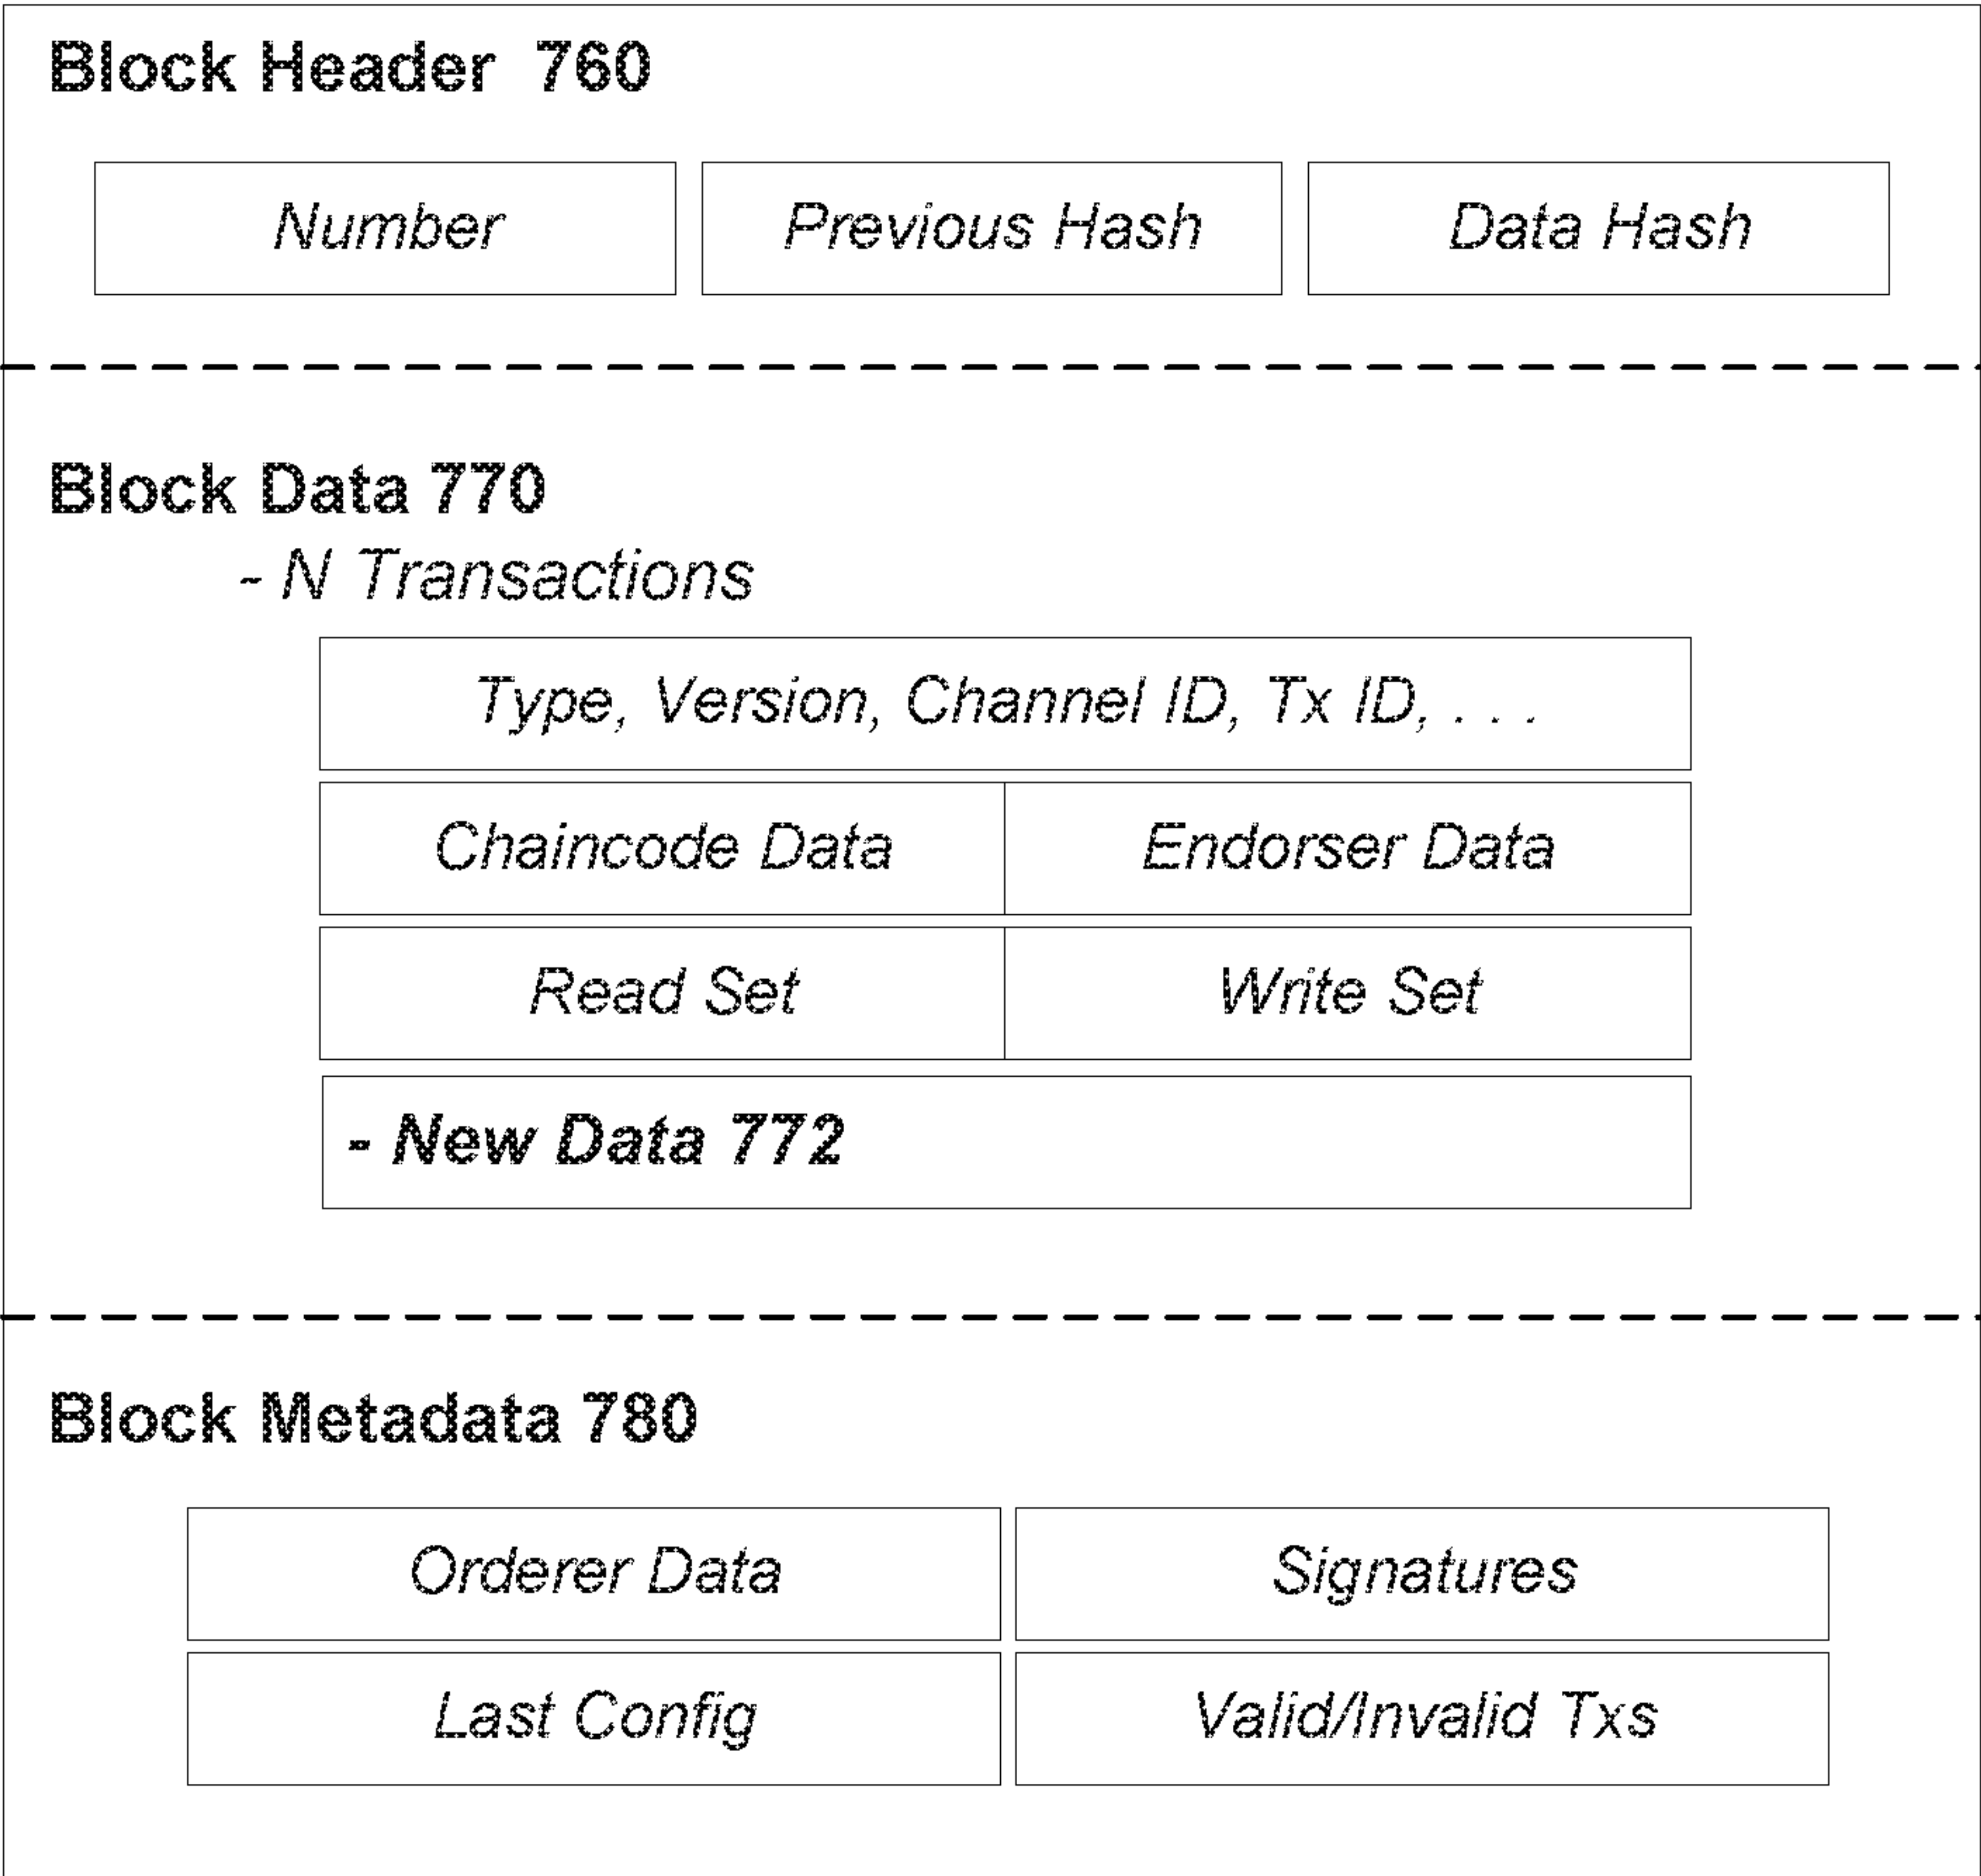 Block Header 760
Number Previous Hash Data Hash
Block Data 770
- N Transactions
Type, Version, Channel ID, Tx ID, . . .
Chaincode Data Endorser Data
Read Set Write Set
- New Data 772
Block Metadata 780
Orderer Data Signatures
Last Config Valid/Invalid Txs